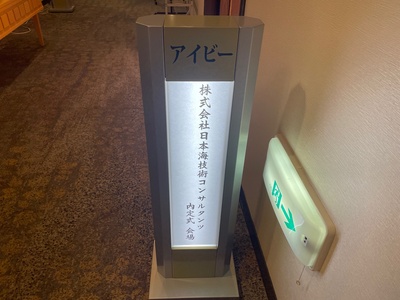 アイビー
株式会社日本海技術コンサルタンツ
内定式 会場